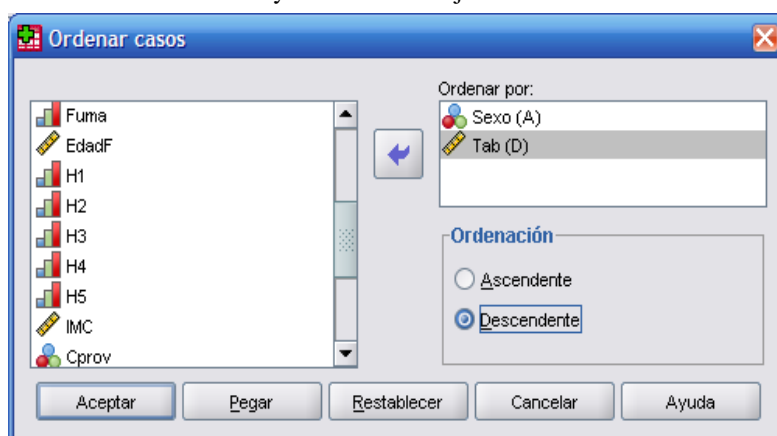 Ordenar casos
Fuma
EdadF
H1
H2
H3
H4
H5
IMC
Cprov
Ordenar por:
Sexo (A)
Tab (D)
Ordenación
Ascendente
Descendente
Aceptar
Pegar
Restablecer
Cancelar
Ayuda